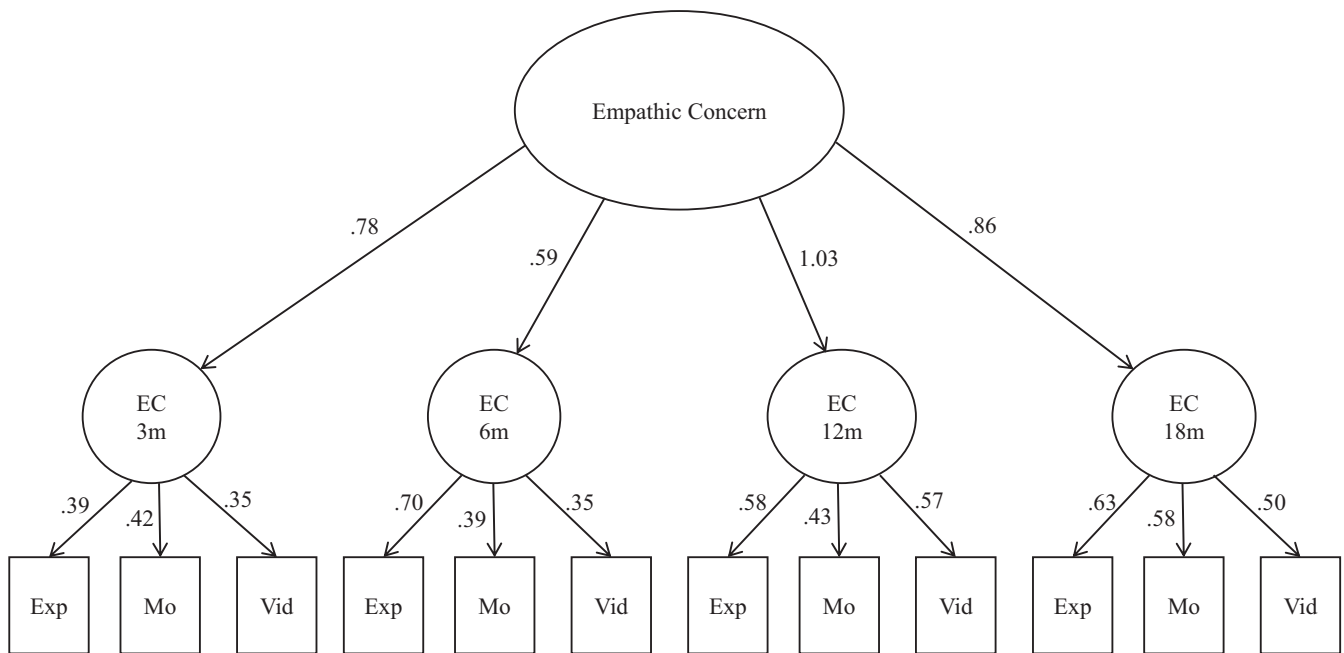 Empathic Concern
.78
.59
1.03
.86
EC
3m
EC
6m
EC
12m
EC
18m
.39
.42
.35
.70
.39
.35
.58
.43
.57
.63
.58
.50
Exp
Mo
Vid
Exp
Mo
Vid
Exp
Mo
Vid
Exp
Mo
Vid